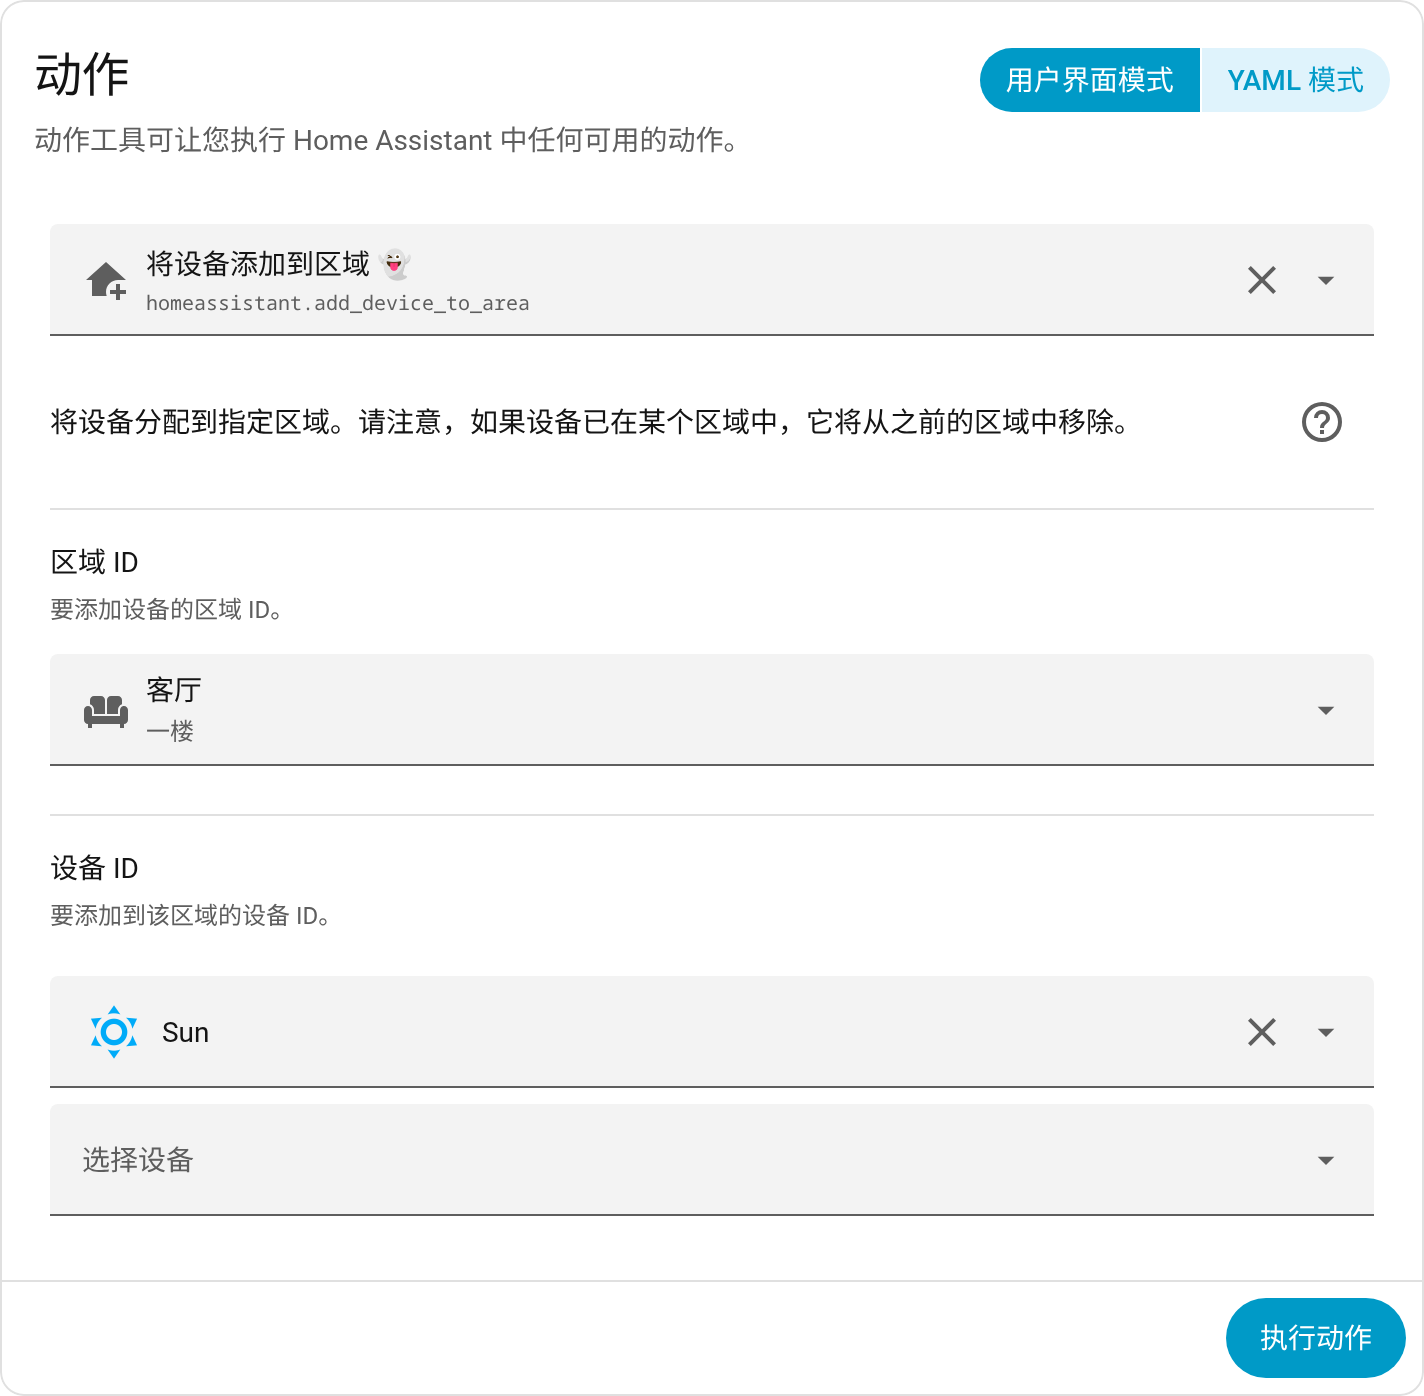 动作
用户界面模式
YAML 模式
动作工具可让您执行 Home Assistant 中任何可用的动作。
将设备添加到区域 👻
homeassistant.add_device_to_area
将设备分配到指定区域。请注意，如果设备已在某个区域中，它将从之前的区域中移除。
区域 ID
要添加设备的区域 ID。
客厅
一楼
设备 ID
要添加到该区域的设备 ID。
Sun
选择设备
执行动作